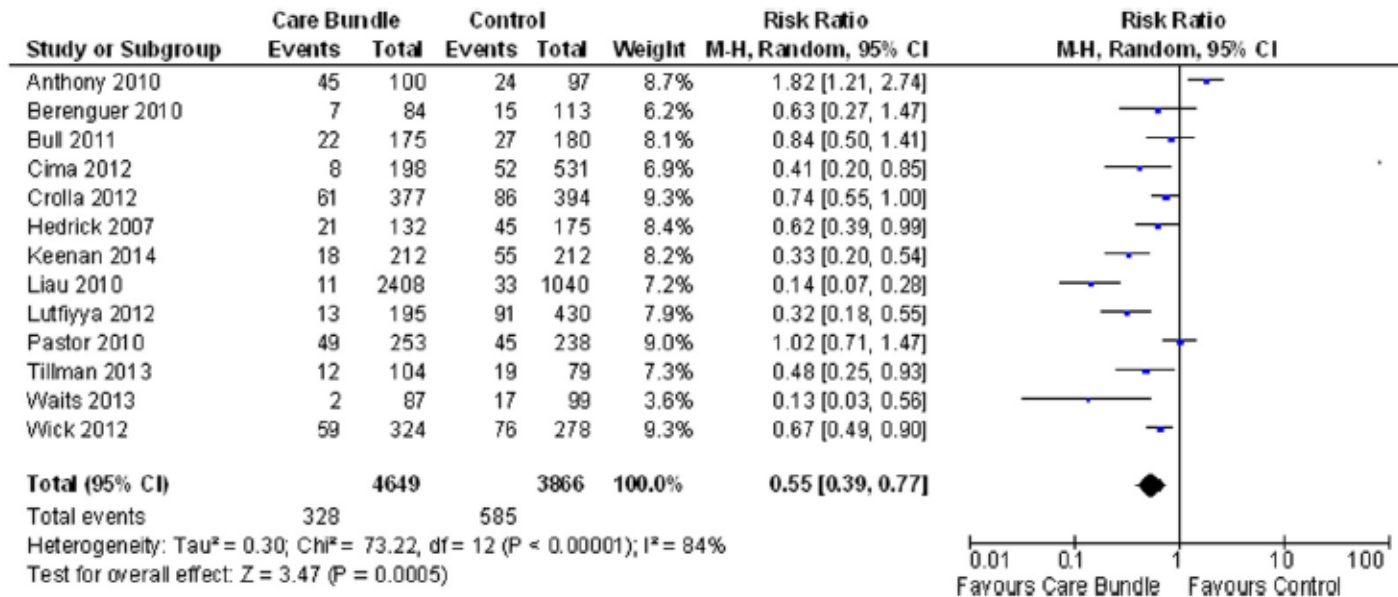 Care Bundle Control Risk Ratio Risk Ratio
Study or Subgroup Events Total Events Total Weight M-H, Random, 95% CI M-H, Random, 95% CI
Anthony 2010 45 100 24 97 8.7% 1.82 [1.21, 2.74]
Berenguer 2010 7 84 15 113 6.2% 0.63 [0.27, 1.47]
Bull 2011 22 175 27 180 8.1% 0.84 [0.50, 1.41]
Cima 2012 8 198 52 531 6.9% 0.41 [0.20, 0.85]
Crolla 2012 61 377 86 394 9.3% 0.74 [0.55, 1.00]
Hedrick 2007 21 132 45 175 8.4% 0.62 [0.39, 0.99]
Keenan 2014 18 212 55 212 8.2% 0.33 [0.20, 0.54]
Liau 2010 11 2408 33 1040 7.2% 0.14 [0.07, 0.28]
Lutfiyya 2012 13 195 91 430 7.9% 0.32 [0.18, 0.55]
Pastor 2010 49 253 45 238 9.0% 1.02 [0.71, 1.47]
Tillman 2013 12 104 19 79 7.3% 0.48 [0.25, 0.93]
Waits 2013 2 87 17 99 3.6% 0.13 [0.03, 0.56]
Wick 2012 59 324 76 278 9.3% 0.67 [0.49, 0.90]
Total (95% CI) 4649 3866 100.0% 0.55 [0.39, 0.77]
Total events 328 585
Heterogeneity: Tau² = 0.30; Chi² = 73.22, df = 12 (P < 0.00001); I² = 84%
Test for overall effect: Z = 3.47 (P = 0.0005)
0.01 0.1 1 10 100
Favours Care Bundle Favours Control